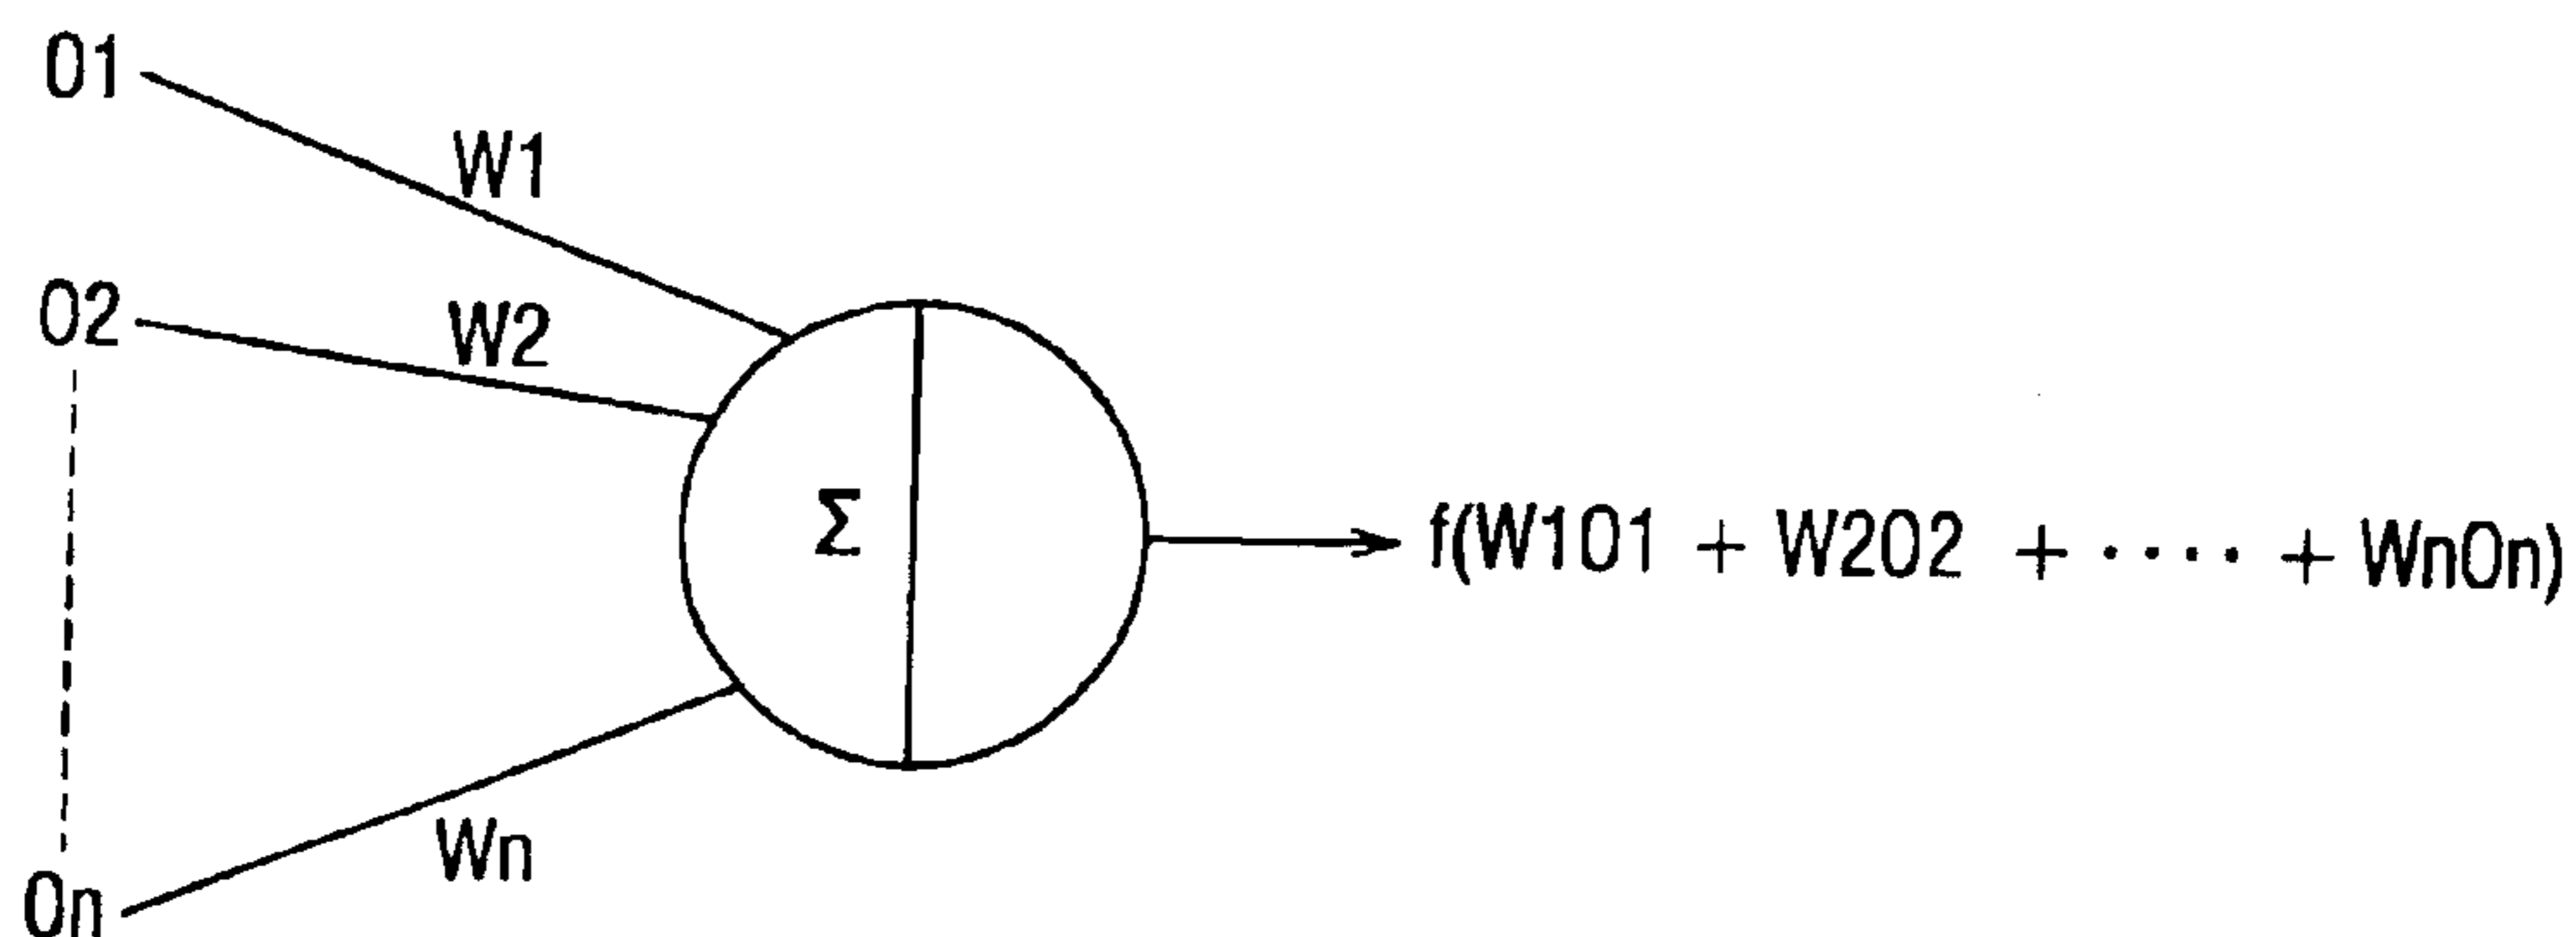 O1
W1
O2
W2
Σ
f(W1O1 + W2O2 + ···· + WnOn)
Wn
On